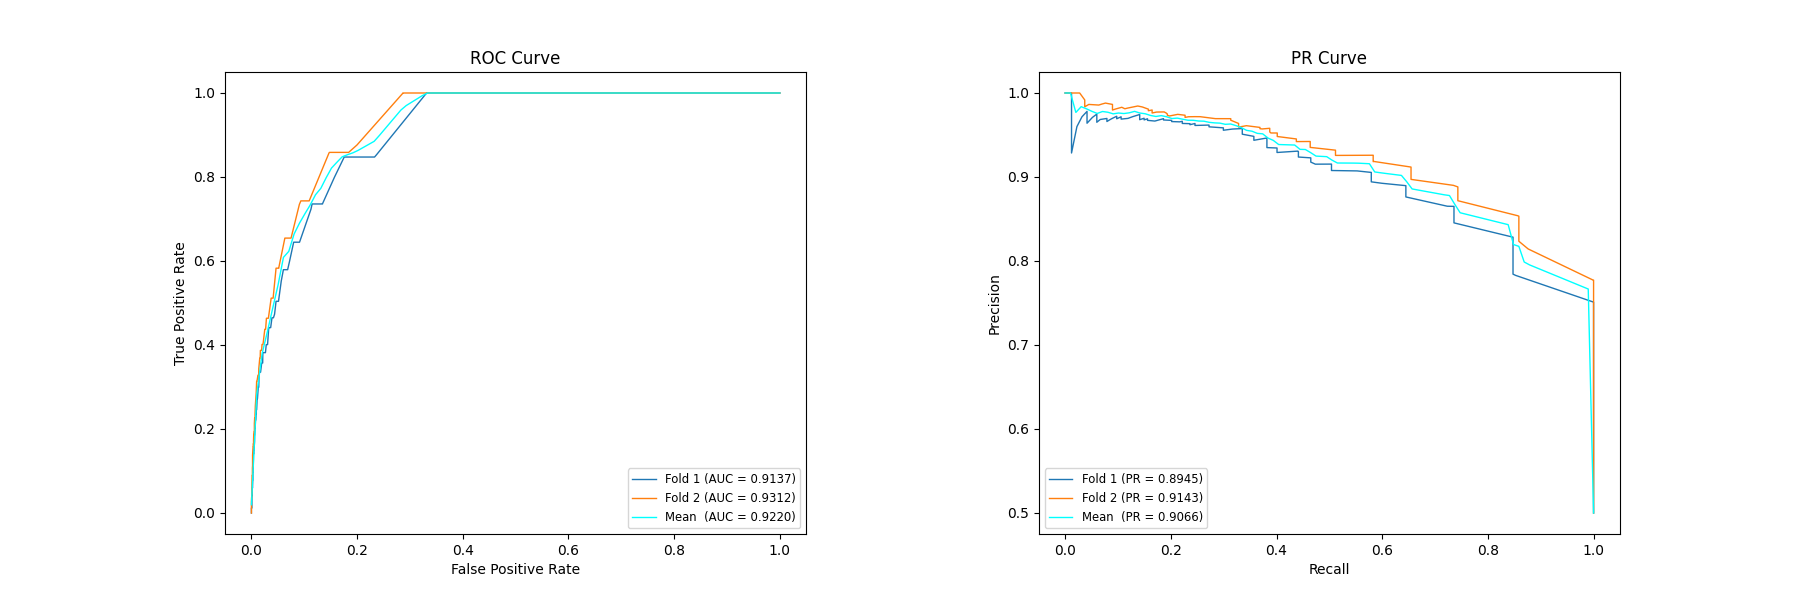 ROC Curve
True Positive Rate
1.0
0.8
0.6
0.4
0.2
0.0
0.0 0.2 0.4 0.6 0.8 1.0
False Positive Rate
Fold 1 (AUC = 0.9137)
Fold 2 (AUC = 0.9312)
Mean (AUC = 0.9220)
PR Curve
Precision
1.0
0.9
0.8
0.7
0.6
0.5
0.0 0.2 0.4 0.6 0.8 1.0
Recall
Fold 1 (PR = 0.8945)
Fold 2 (PR = 0.9143)
Mean (PR = 0.9066)